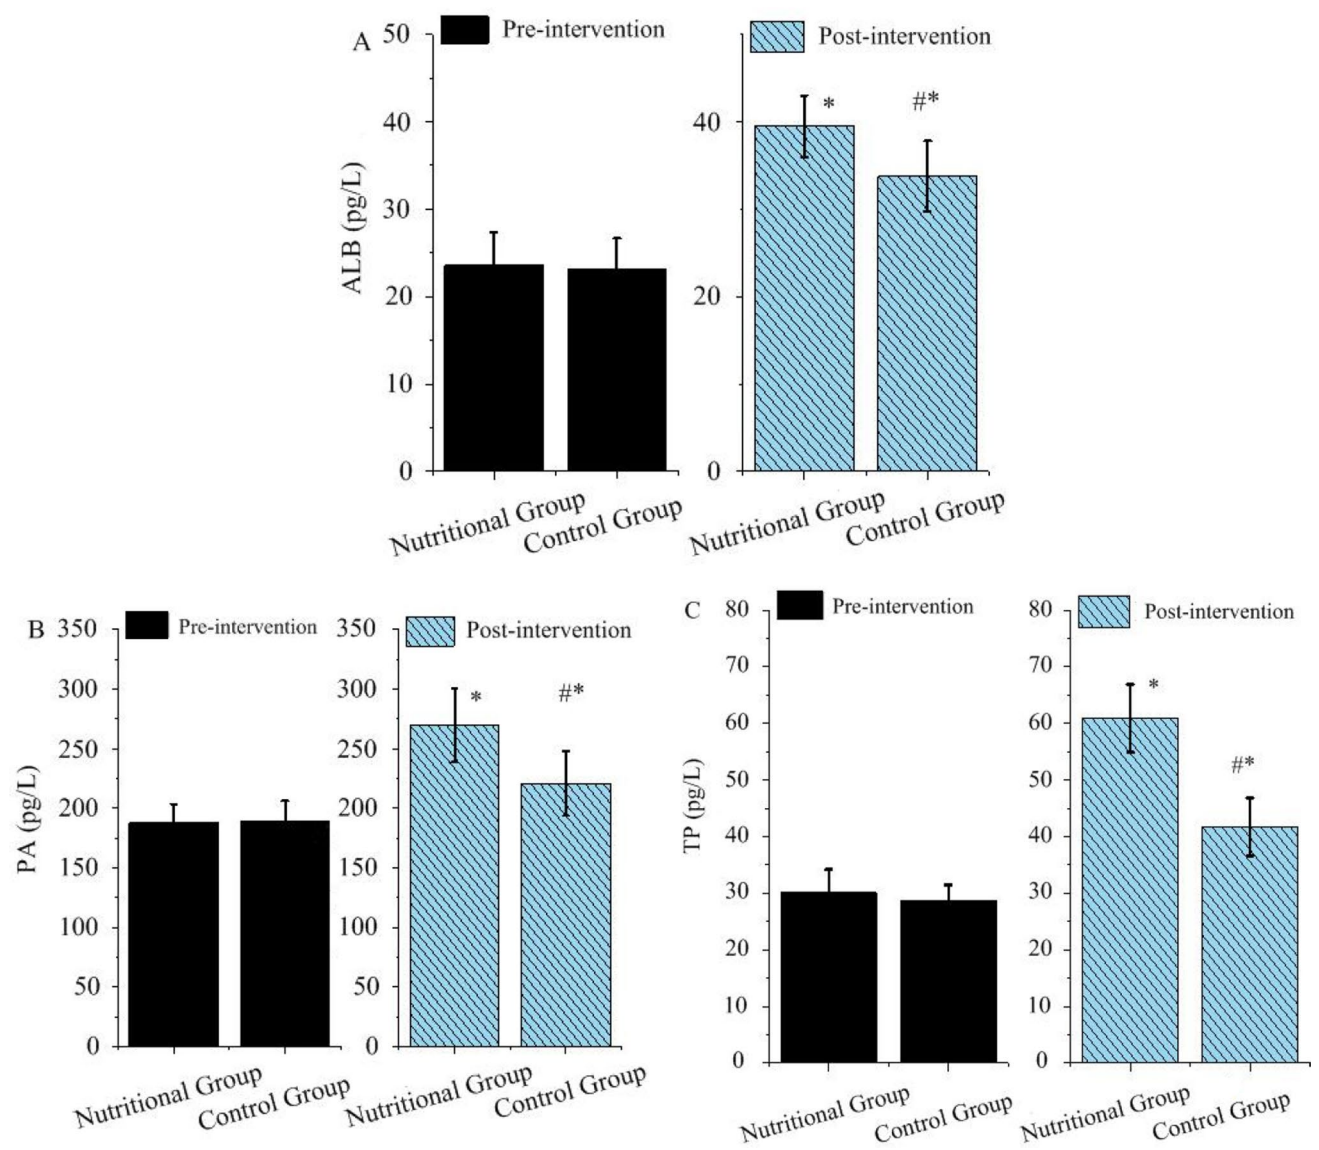 A
Pre-intervention
Post-intervention
ALB (pg/L)
50
40
30
20
10
0
40
20
0
Nutritional Group
Control Group
Nutritional Group
Control Group
B
Pre-intervention
Post-intervention
PA (pg/L)
350
300
250
200
150
100
50
0
350
300
250
200
150
100
50
0
*
#*
Nutritional Group
Control Group
Nutritional Group
Control Group
C
Pre-intervention
Post-intervention
TP (pg/L)
80
70
60
50
40
30
20
10
0
80
70
60
50
40
30
20
10
0
*
#*
Nutritional Group
Control Group
Nutritional Group
Control Group
*
#*